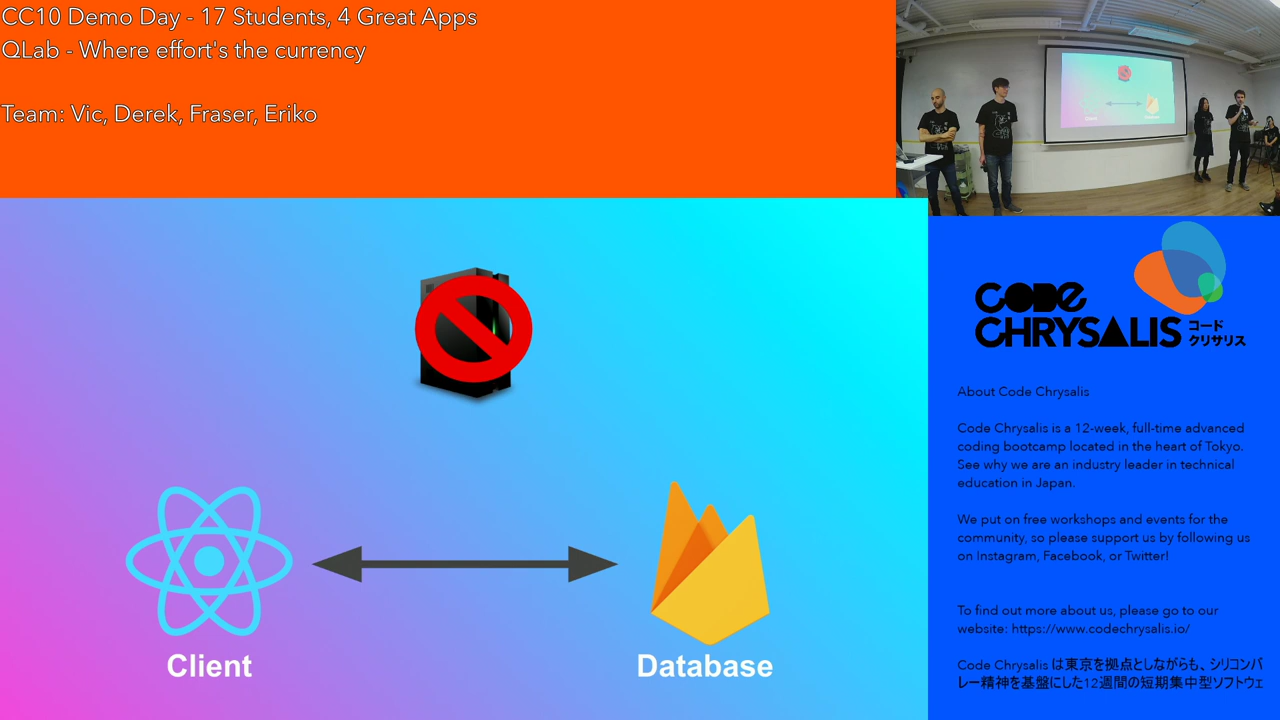 CC10 Demo Day - 17 Students, 4 Great Apps
QLab - Where effort's the currency
Team: Vic, Derek, Fraser, Eriko
Client
Database
CODE
CHRYSALIS コード
クリサリス
About Code Chrysalis
Code Chrysalis is a 12-week, full-time advanced
coding bootcamp located in the heart of Tokyo.
See why we are an industry leader in technical
education in Japan.
We put on free workshops and events for the
community, so please support us by following us
on Instagram, Facebook, or Twitter!
To find out more about us, please go to our
website: https://www.codechrysalis.io/
Code Chrysalis は東京を拠点としながらも、シリコンバ
レー精神を基盤にした12週間の短期集中型ソフトウェ